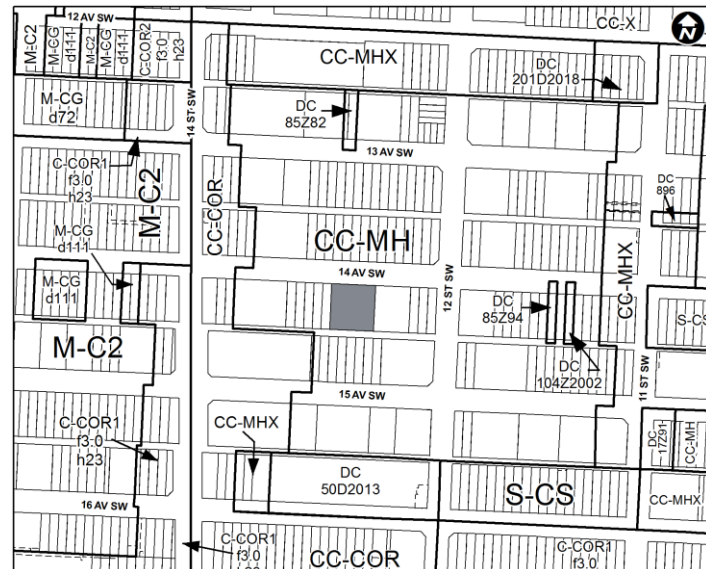 12 AV SW
CC-X
N
M-C2
M-CG
d111
M-C2
M-CG
d111
C-COR2
f3.0
h23
CC-MHX
DC
201D2018
M-CG
d72
14 ST SW
DC
85Z82
13 AV SW
C-COR1
f3.0
h23
M-C2
CC-COR
DC
896
M-CG
d111
CC-MH
CC-MHX
14 AV SW
12 ST SW
M-CG
d111
DC
85Z94
S-CS
M-C2
DC
104Z2002
11 ST SW
15 AV SW
C-COR1
f3.0
h23
CC-MHX
DC
17Z91
CC-MH
DC
50D2013
S-CS
CC-MHX
16 AV SW
C-COR1
f3.0
CC-COR
C-COR1
f3.0